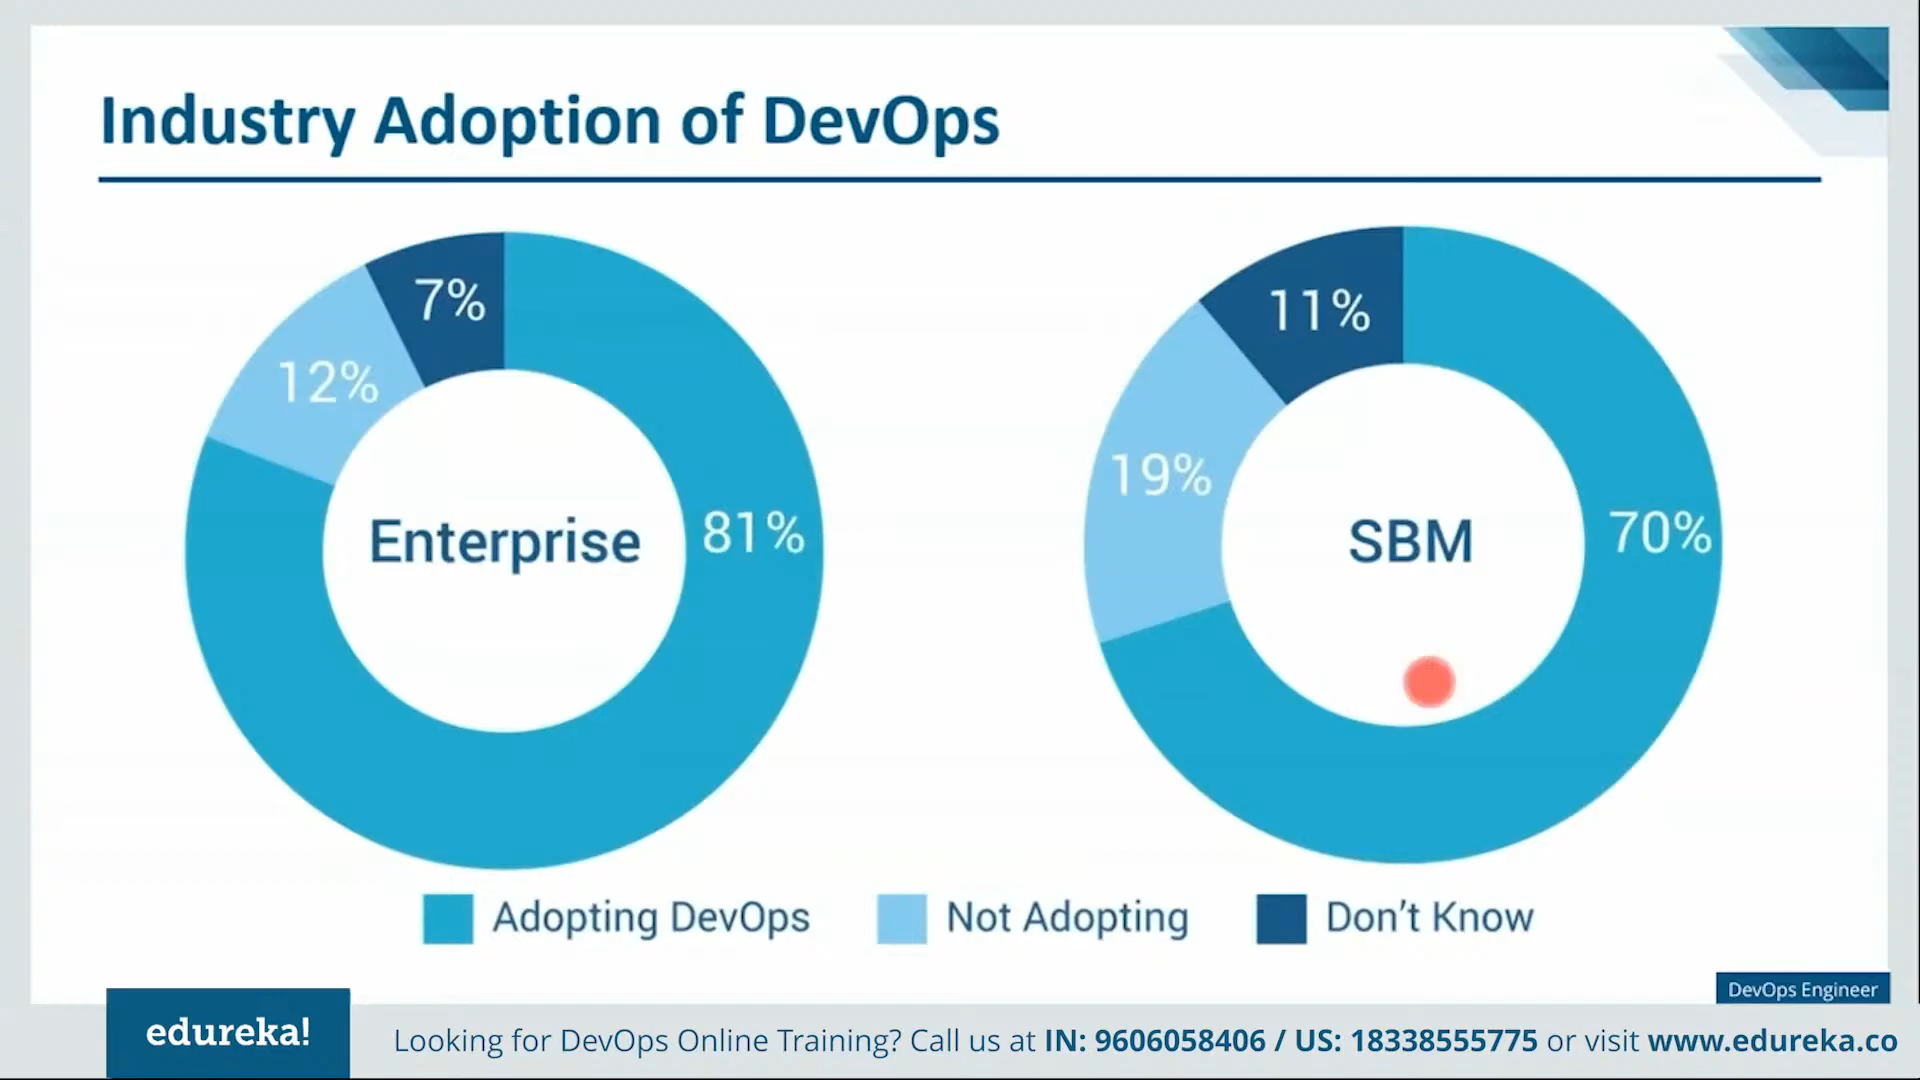 Industry Adoption of DevOps
7%
12%
81%
Enterprise
11%
19%
70%
SBM
Adopting DevOps
Not Adopting
Don't Know
DevOps Engineer
edureka!
Looking for DevOps Online Training? Call us at IN: 9606058406 / US: 18338555775 or visit www.edureka.co